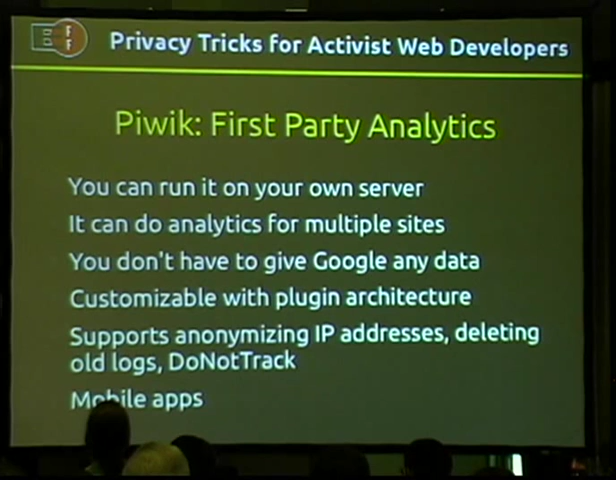 E
F
F
Privacy Tricks for Activist Web Developers
Piwik: First Party Analytics
You can run it on your own server
It can do analytics for multiple sites
You don't have to give Google any data
Customizable with plugin architecture
Supports anonymizing IP addresses, deleting
old logs, DoNotTrack
Mobile apps